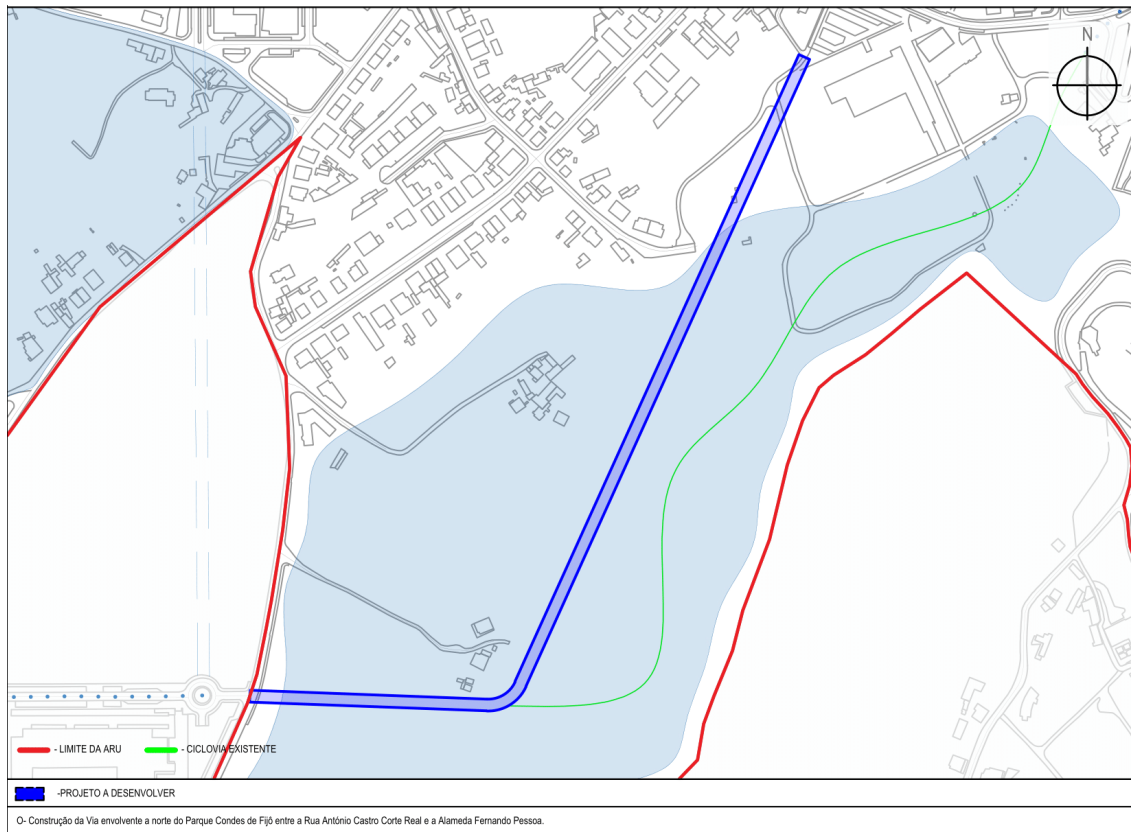 N
- LIMITE DA ARU
- CICLOVIA EXISTENTE
-PROJETO A DESENVOLVER
O- Construção da Via envolvente a norte do Parque Condes de Fijô entre a Rua António Castro Corte Real e a Alameda Fernando Pessoa.